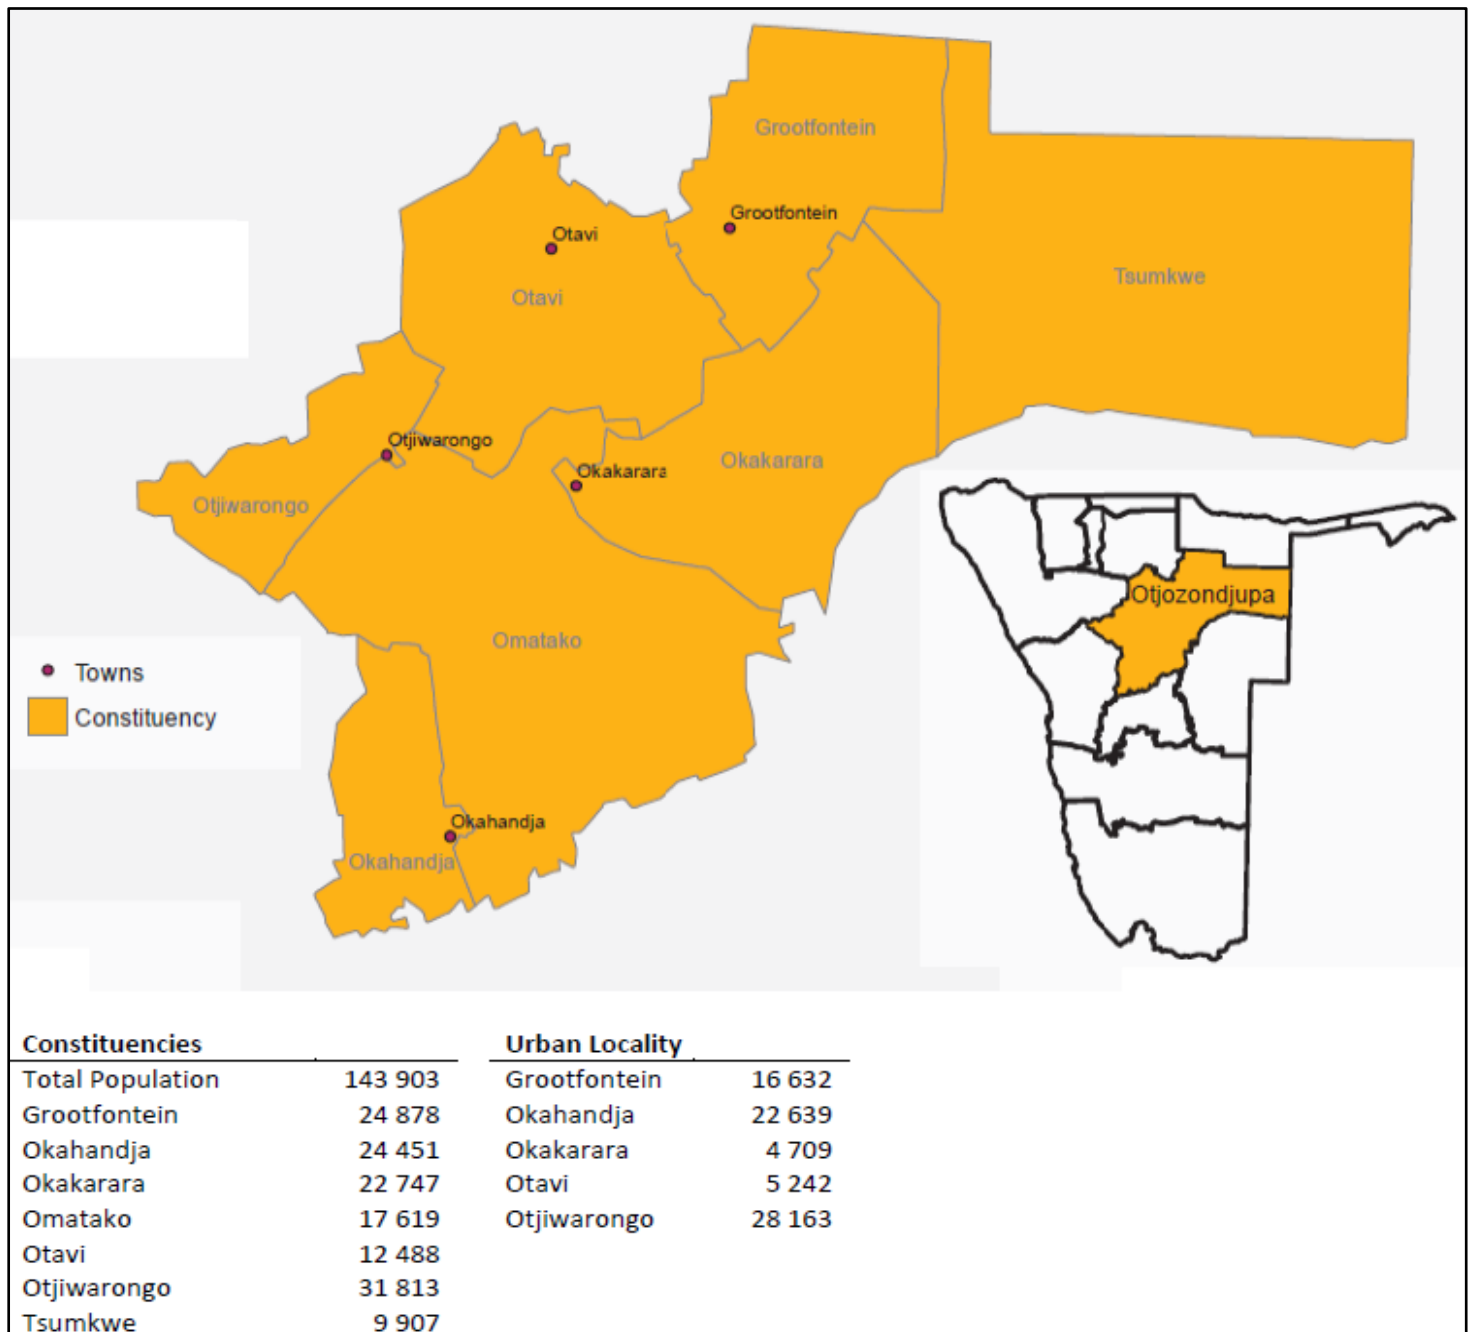 Grootfontein
Grootfontein
Otavi
Otavi
Tsumkwe
Otjiwarongo
Okakarara
Okakarara
Otjiwarongo
Otjozondjupa
Omatako
Towns
Constituency
Okahandja
Okahandja
Constituencies
Total Population 143 903
Grootfontein 24 878
Okahandja 24 451
Okakarara 22 747
Omatako 17 619
Otavi 12 488
Otjiwarongo 31 813
Tsumkwe 9 907
Urban Locality
Grootfontein 16 632
Okahandja 22 639
Okakarara 4 709
Otavi 5 242
Otjiwarongo 28 163